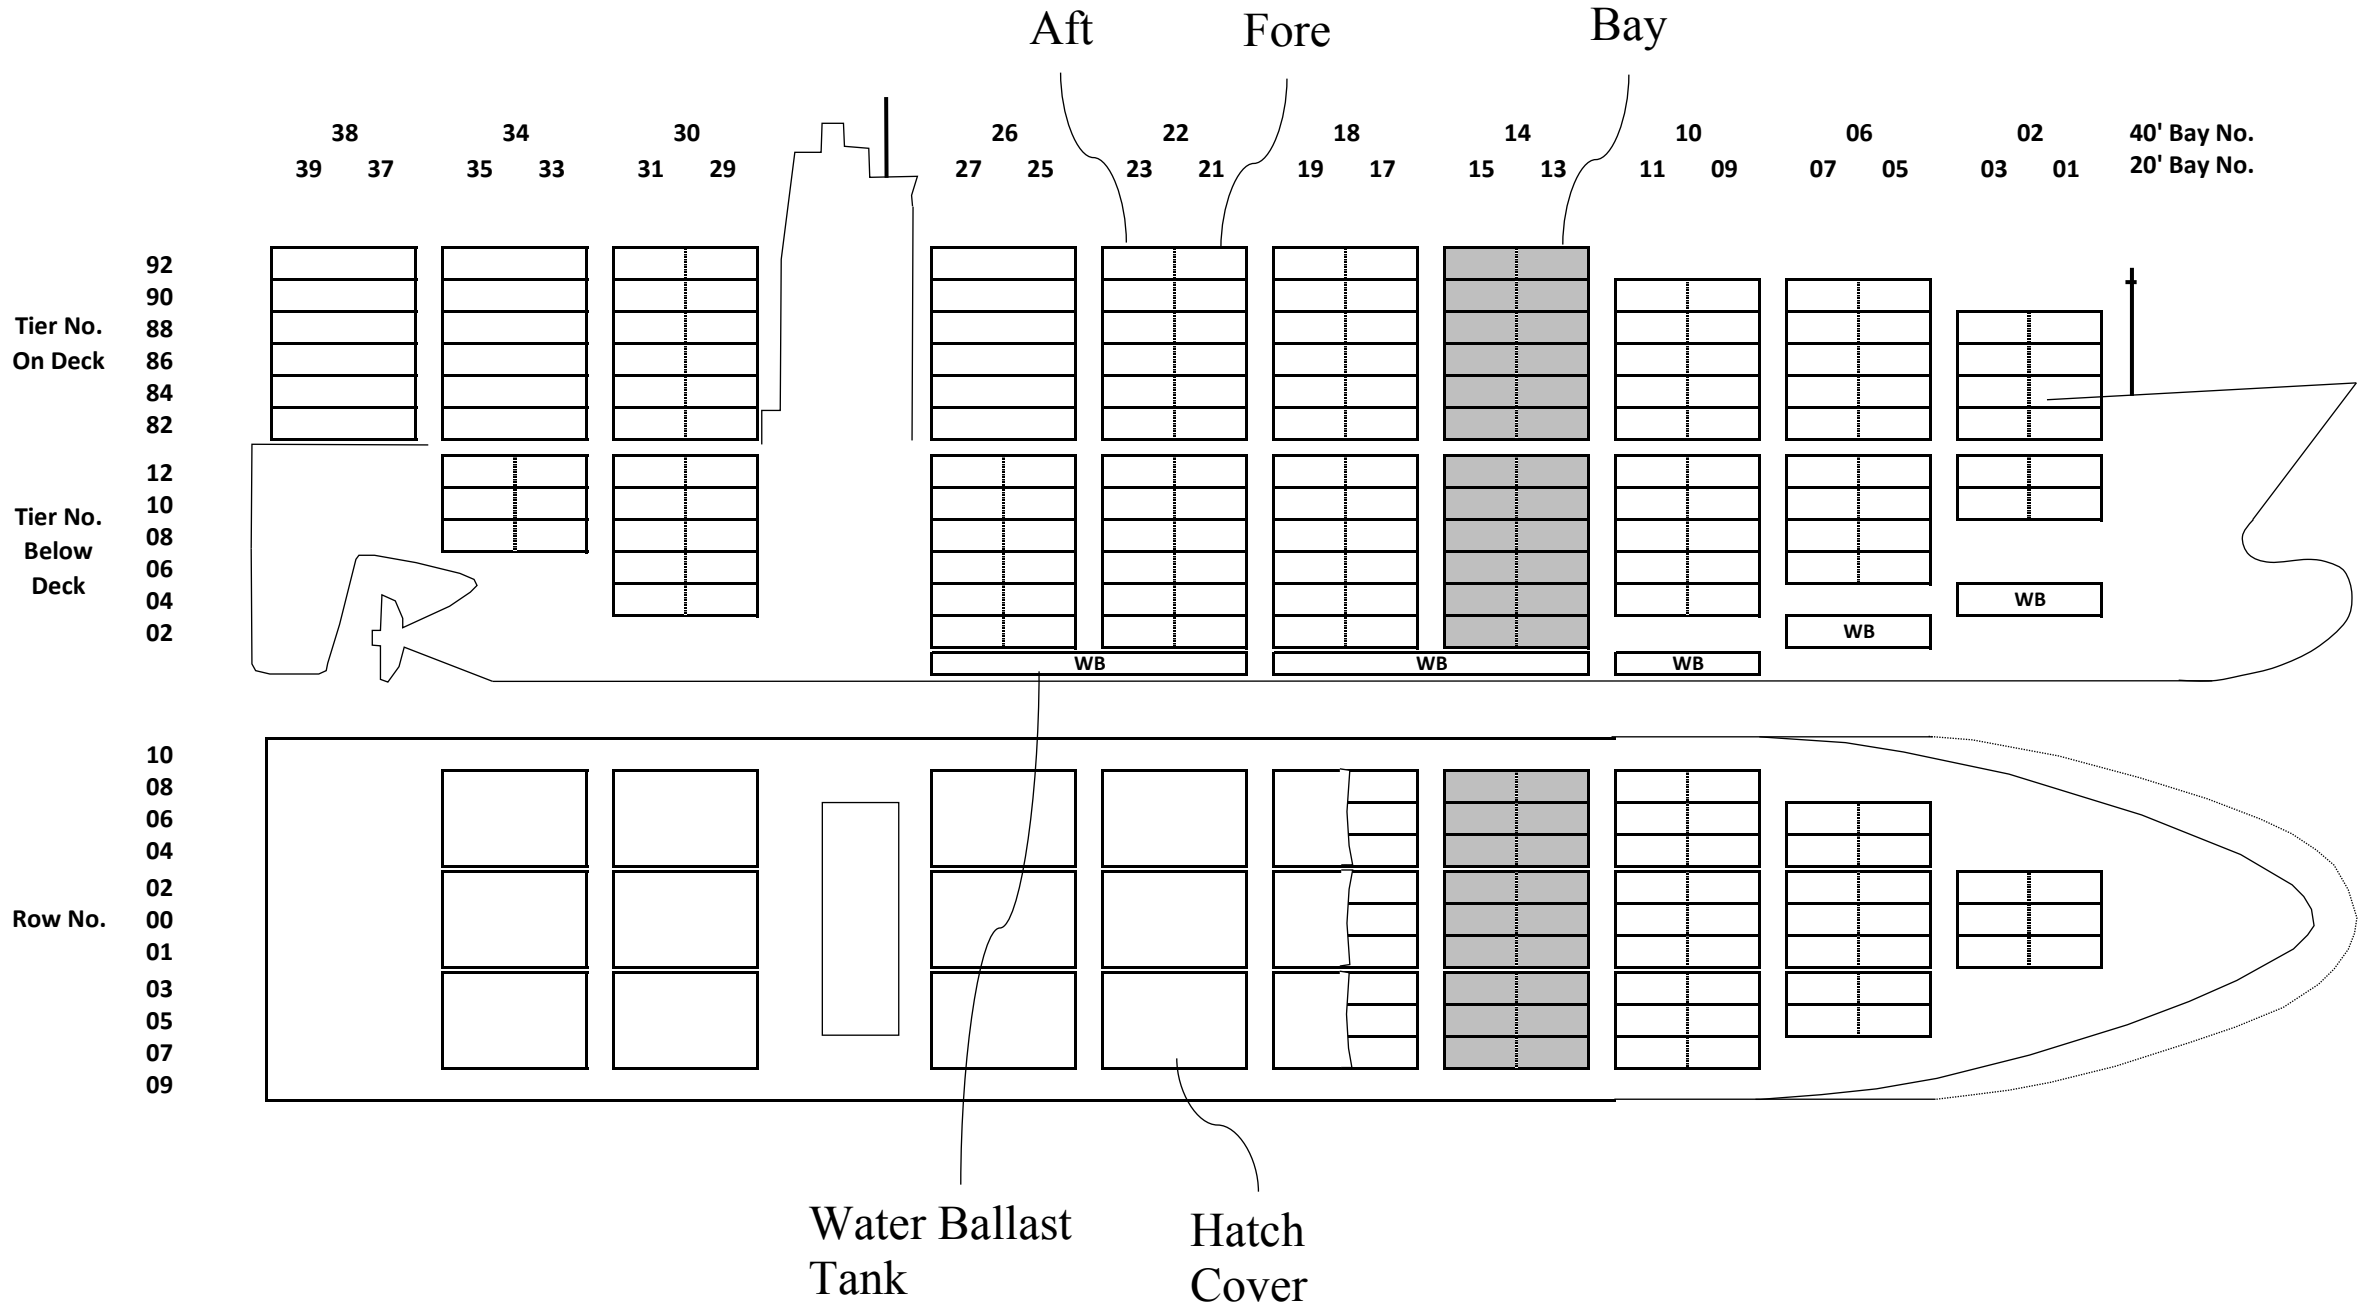 Aft Fore Bay
38 34 30 26 22 18 14 10 06 02 40' Bay No.
39 37 35 33 31 29 27 25 23 21 19 17 15 13 11 09 07 05 03 01 20' Bay No.
92
90
Tier No. 88
On Deck 86
84
82
12
10
Tier No. 08
Below 06
Deck 04
02
WB
WB
WB WB WB
10
08
06
04
02
Row No. 00
01
03
05
07
09
Water Ballast
Tank
Hatch
Cover